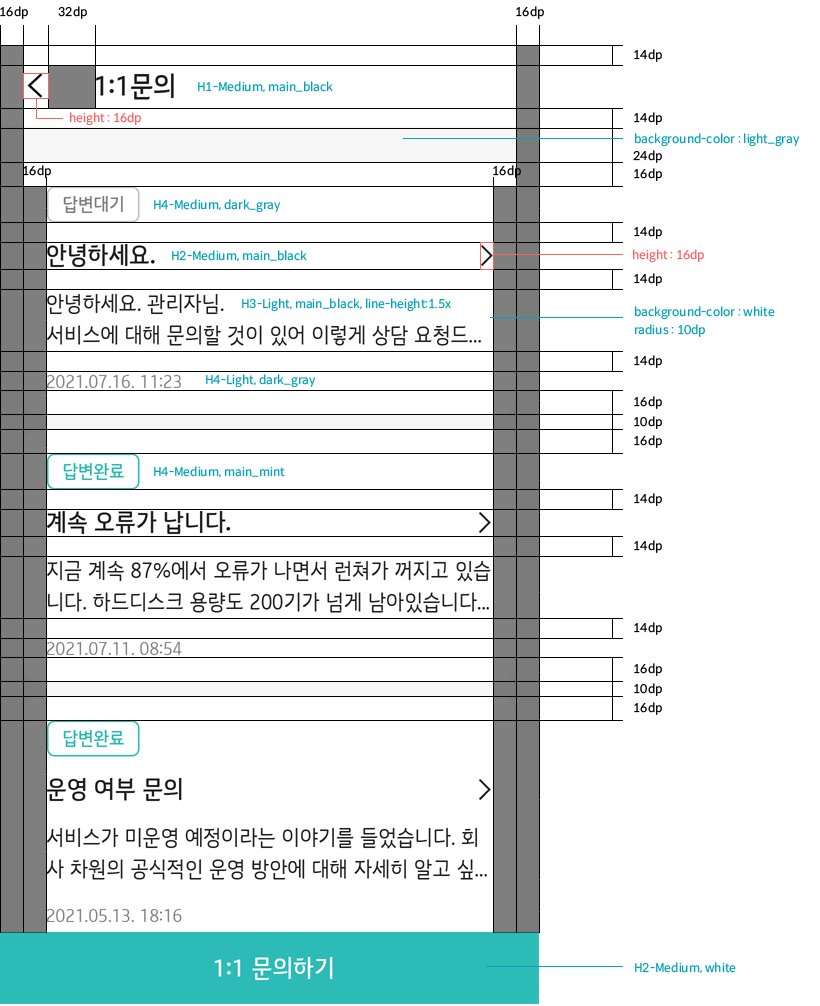 16dp
32dp
16dp
14dp
1:1문의
H1-Medium, main_black
height : 16dp
14dp
background-color : light_gray
24dp
16dp
16dp
16dp
답변대기
H4-Medium, dark_gray
14dp
안녕하세요.
H2-Medium, main_black
height : 16dp
14dp
안녕하세요. 관리자님.
H3-Light, main_black, line-height:1.5x
서비스에 대해 문의할 것이 있어 이렇게 상담 요청드...
background-color : white
radius : 10dp
14dp
2021.07.16. 11:23
H4-Light, dark_gray
16dp
10dp
16dp
답변완료
H4-Medium, main_mint
14dp
계속 오류가 납니다.
14dp
지금 계속 87%에서 오류가 나면서 런쳐가 꺼지고 있습
니다. 하드디스크 용량도 200기가 넘게 남아있습니다...
14dp
2021.07.11. 08:54
16dp
10dp
16dp
답변완료
운영 여부 문의
서비스가 미운영 예정이라는 이야기를 들었습니다. 회
사 차원의 공식적인 운영 방안에 대해 자세히 알고 싶...
2021.05.13. 18:16
1:1 문의하기
H2-Medium, white